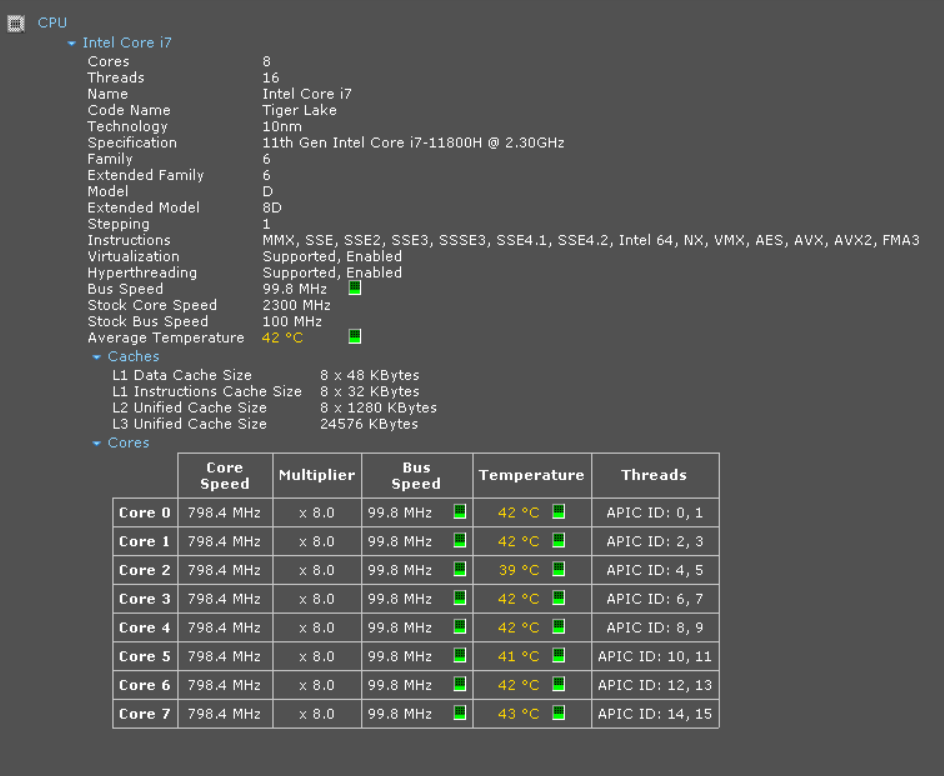 CPU
Intel Core i7
Cores 8
Threads 16
Name Intel Core i7
Code Name Tiger Lake
Technology 10nm
Specification 11th Gen Intel Core i7-11800H @ 2.30GHz
Family 6
Extended Family 6
Model D
Extended Model 8D
Stepping 1
Instructions MMX, SSE, SSE2, SSE3, SSSE3, SSE4.1, SSE4.2, Intel 64, NX, VMX, AES, AVX, AVX2, FMA3
Virtualization Supported, Enabled
Hyperthreading Supported, Enabled
Bus Speed 99.8 MHz
Stock Core Speed 2300 MHz
Stock Bus Speed 100 MHz
Average Temperature 42 °C
Caches
L1 Data Cache Size 8 x 48 KBytes
L1 Instructions Cache Size 8 x 32 KBytes
L2 Unified Cache Size 8 x 1280 KBytes
L3 Unified Cache Size 24576 KBytes
Cores
Core Speed Multiplier Bus Speed Temperature Threads
Core 0 798.4 MHz x 8.0 99.8 MHz 42 °C APIC ID: 0, 1
Core 1 798.4 MHz x 8.0 99.8 MHz 42 °C APIC ID: 2, 3
Core 2 798.4 MHz x 8.0 99.8 MHz 39 °C APIC ID: 4, 5
Core 3 798.4 MHz x 8.0 99.8 MHz 42 °C APIC ID: 6, 7
Core 4 798.4 MHz x 8.0 99.8 MHz 42 °C APIC ID: 8, 9
Core 5 798.4 MHz x 8.0 99.8 MHz 41 °C APIC ID: 10, 11
Core 6 798.4 MHz x 8.0 99.8 MHz 42 °C APIC ID: 12, 13
Core 7 798.4 MHz x 8.0 99.8 MHz 43 °C APIC ID: 14, 15